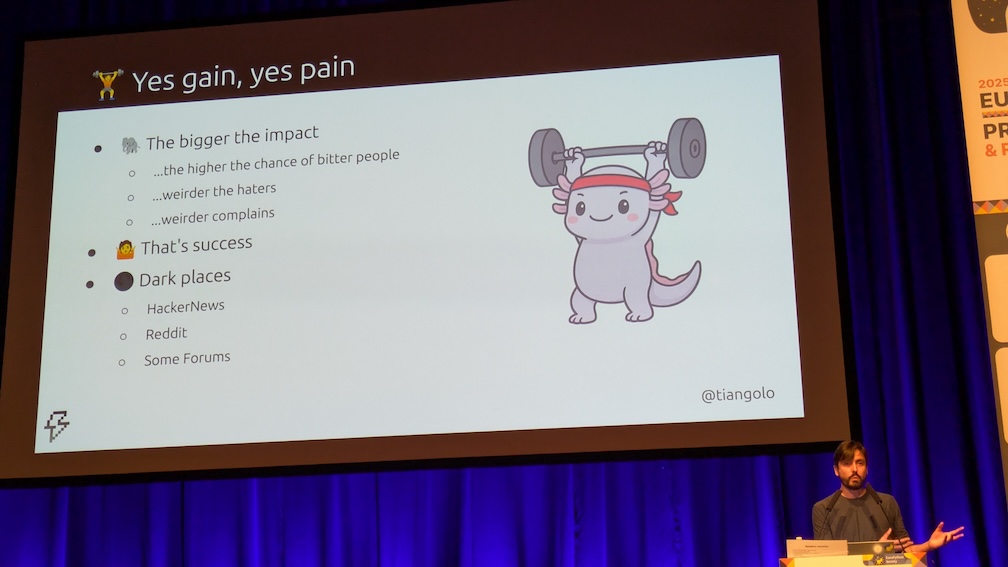 Yes gain, yes pain
The bigger the impact
...the higher the chance of bitter people
...weirder the haters
...weirder complains
That's success
Dark places
HackerNews
Reddit
Some Forums
@tiangolo
2025
EU
PR
&